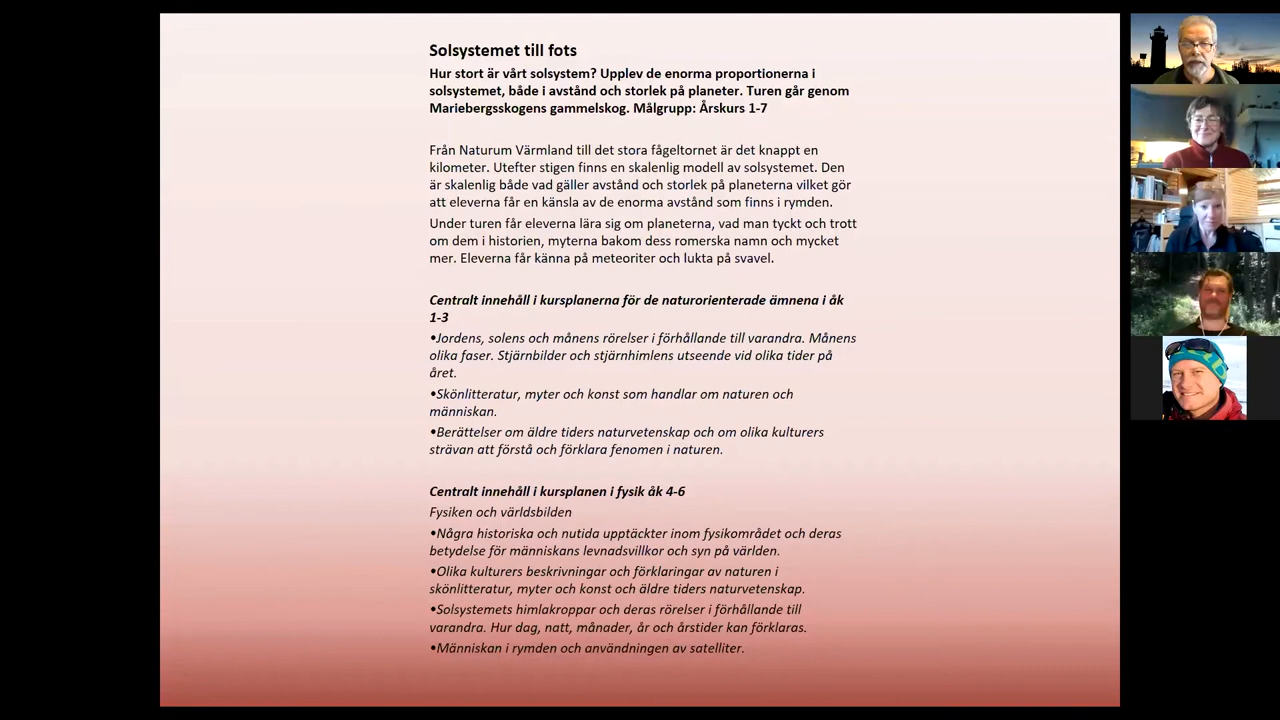 Solsystemet till fots
Hur stort är vårt solsystem? Upplev de enorma proportionerna i
solsystemet, både i avstånd och storlek på planeter. Turen går genom
Mariebergsskogens gammelskog. Målgrupp: Årskurs 1-7
Från Naturum Värmland till det stora fågeltornet är det knappt en
kilometer. Utefter stigen finns en skalenlig modell av solsystemet. Den
är skalenlig både vad gäller avstånd och storlek på planeterna vilket gör
att eleverna får en känsla av de enorma avstånd som finns i rymden.
Under turen får eleverna lära sig om planeterna, vad man tyckt och trott
om dem i historien, myterna bakom dess romerska namn och mycket
mer. Eleverna får känna på meteoriter och lukta på svavel.
Centralt innehåll i kursplanerna för de naturorienterade ämnena i åk
1-3
•Jordens, solens och månens rörelser i förhållande till varandra. Månens
olika faser. Stjärnbilder och stjärnhimlens utseende vid olika tider på
året.
•Skönlitteratur, myter och konst som handlar om naturen och
människan.
•Berättelser om äldre tiders naturvetenskap och om olika kulturers
strävan att förstå och förklara fenomen i naturen.
Centralt innehåll i kursplanen i fysik åk 4-6
Fysiken och världsbilden
•Några historiska och nutida upptäckter inom fysikområdet och deras
betydelse för människans levnadsvillkor och syn på världen.
•Olika kulturers beskrivningar och förklaringar av naturen i
skönlitteratur, myter och konst och äldre tiders naturvetenskap.
•Solsystemets himlakroppar och deras rörelser i förhållande till
varandra. Hur dag, natt, månader, år och årstider kan förklaras.
•Människan i rymden och användningen av satelliter.